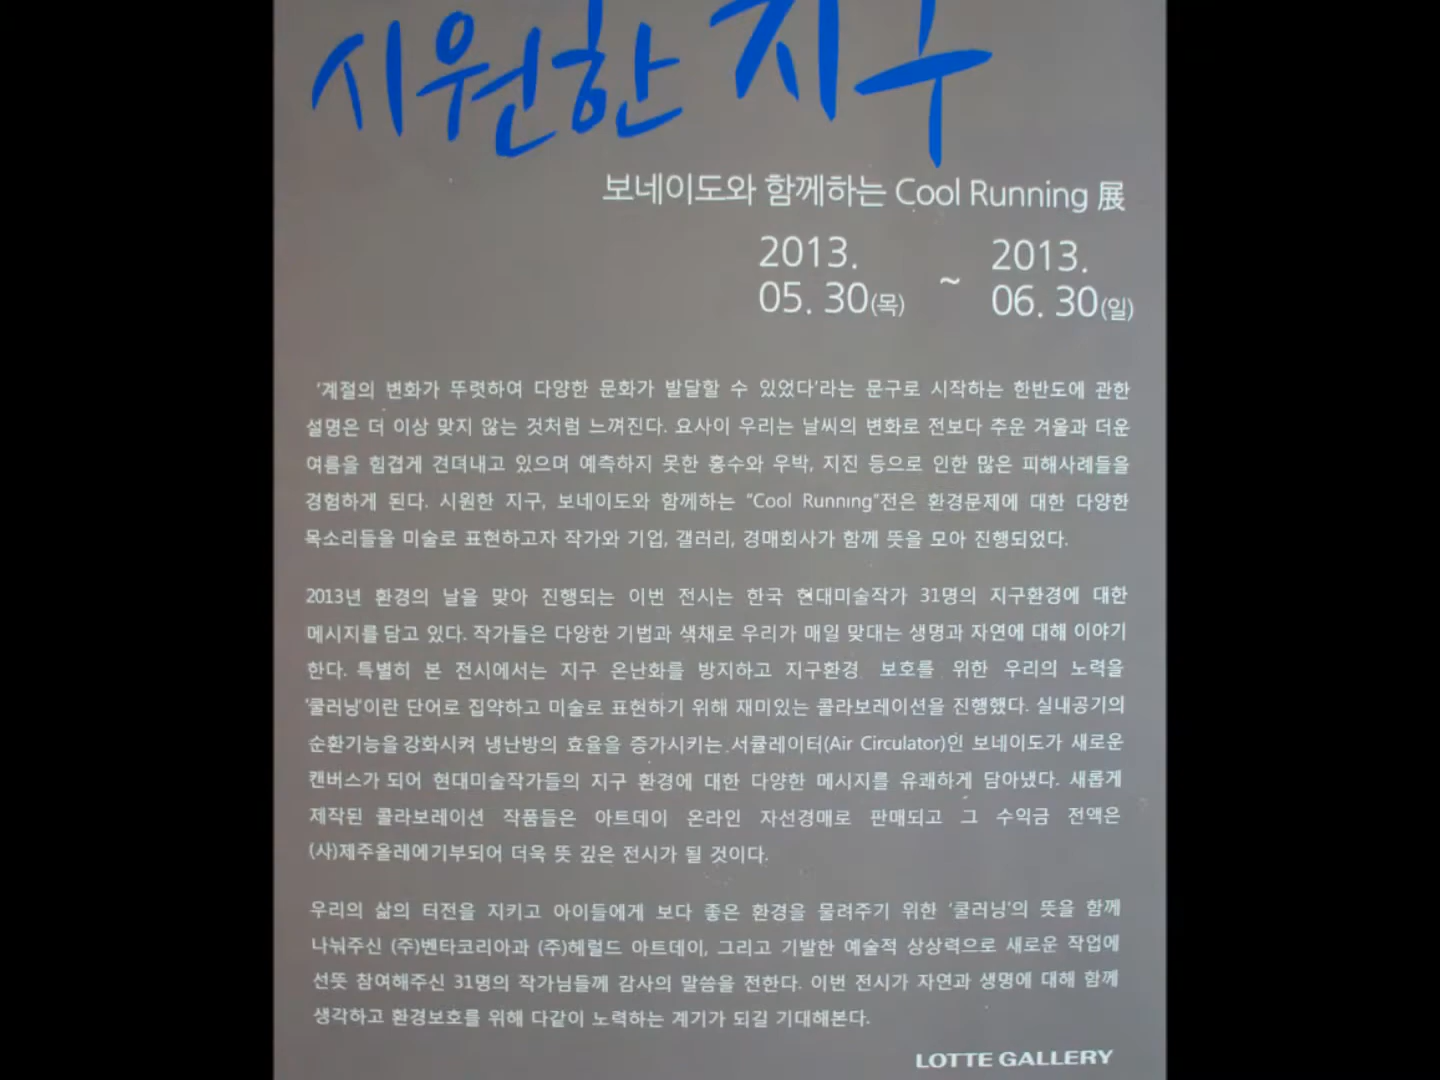 시원한 지구
보네이도와 함께하는 Cool Running 展
2013. 05. 30(목) ~ 2013. 06. 30(일)
'계절의 변화가 뚜렷하여 다양한 문화가 발달할 수 있었다'라는 문구로 시작하는 한반도에 관한
설명은 더 이상 맞지 않는 것처럼 느껴진다. 요사이 우리는 날씨의 변화로 전보다 추운 겨울과 더운
여름을 힘겹게 견뎌내고 있으며 예측하지 못한 홍수와 우박, 지진 등으로 인한 많은 피해사례들을
경험하게 된다. 시원한 지구, 보네이도와 함께하는 "Cool Running"전은 환경문제에 대한 다양한
목소리들을 미술로 표현하고자 작가와 기업, 갤러리, 경매회사가 함께 뜻을 모아 진행되었다.
2013년 환경의 날을 맞아 진행되는 이번 전시는 한국 현대미술작가 31명의 지구환경에 대한
메시지를 담고 있다. 작가들은 다양한 기법과 색채로 우리가 매일 맞대는 생명과 자연에 대해 이야기
한다. 특별히 본 전시에서는 지구 온난화를 방지하고 지구환경 보호를 위한 우리의 노력을
'쿨러닝'이란 단어로 집약하고 미술로 표현하기 위해 재미있는 콜라보레이션을 진행했다. 실내공기의
순환기능을 강화시켜 냉난방의 효율을 증가시키는 서큘레이터(Air Circulator)인 보네이도가 새로운
캔버스가 되어 현대미술작가들의 지구 환경에 대한 다양한 메시지를 유쾌하게 담아냈다. 새롭게
제작된 콜라보레이션 작품들은 아트데이 온라인 자선경매로 판매되고 그 수익금 전액은
(사)제주올레에기부되어 더욱 뜻 깊은 전시가 될 것이다.
우리의 삶의 터전을 지키고 아이들에게 보다 좋은 환경을 물려주기 위한 '쿨러닝'의 뜻을 함께
나눠주신 (주)벤타코리아과 (주)헤럴드 아트데이, 그리고 기발한 예술적 상상력으로 새로운 작업에
선뜻 참여해주신 31명의 작가님들께 감사의 말씀을 전한다. 이번 전시가 자연과 생명에 대해 함께
생각하고 환경보호를 위해 다같이 노력하는 계기가 되길 기대해본다.
LOTTE GALLERY